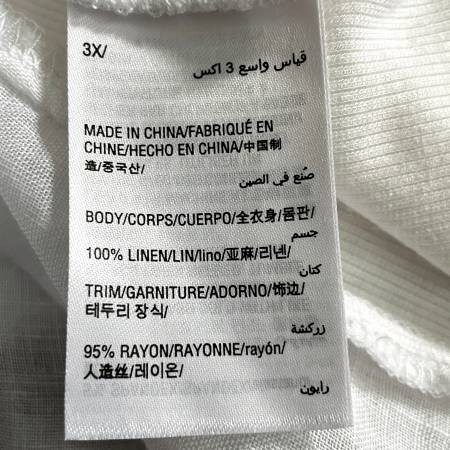 3X/
قياس واسع 3 اكس
MADE IN CHINA/FABRIQUÉ EN
CHINE/HECHO EN CHINA/中国制
造/중국산/
صُنع في الصين
BODY/CORPS/CUERPO/全衣身/몸판/
جسم
100% LINEN/LIN/lino/亚麻/리넨/
كتان
TRIM/GARNITURE/ADORNO/饰边/
테두리 장식/
زركشة
95% RAYON/RAYONNE/rayón/
人造丝/레이온/
رايون